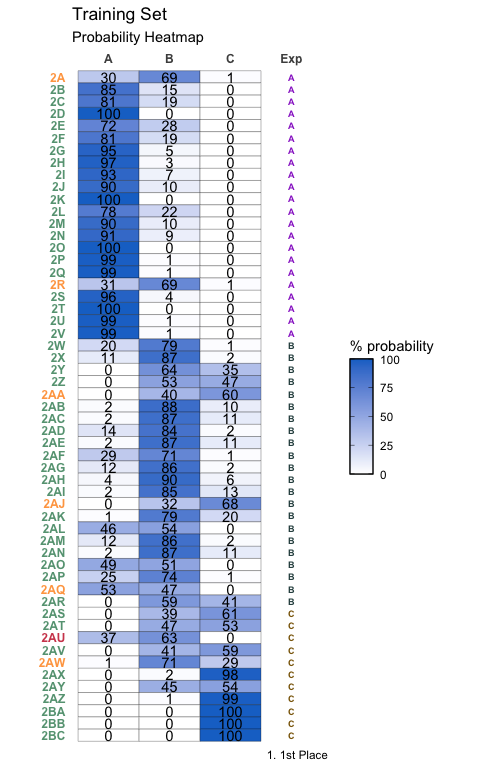 Training Set
Probability Heatmap
A B C Exp
2A 30 69 1 A
2B 85 15 0 A
2C 81 19 0 A
2D 100 0 0 A
2E 72 28 0 A
2F 81 19 0 A
2G 95 5 0 A
2H 97 3 0 A
2I 93 7 0 A
2J 90 10 0 A
2K 100 0 0 A
2L 78 22 0 A
2M 90 10 0 A
2N 91 9 0 A
2O 100 0 0 A
2P 99 1 0 A
2Q 99 1 0 A
2R 31 69 1 A
2S 96 4 0 A
2T 100 0 0 A
2U 99 1 0 A
2V 99 1 0 A
2W 20 79 1 B
2X 11 87 2 B
2Y 0 64 35 B
2Z 0 53 47 B
2AA 0 40 60 B
2AB 2 88 10 B
2AC 2 87 11 B
2AD 14 84 2 B
2AE 2 87 11 B
2AF 29 71 1 B
2AG 12 86 2 B
2AH 4 90 6 B
2AI 2 85 13 B
2AJ 0 32 68 B
2AK 1 79 20 B
2AL 46 54 0 B
2AM 12 86 2 B
2AN 2 87 11 B
2AO 49 51 0 B
2AP 25 74 1 B
2AQ 53 47 0 B
2AR 0 59 41 B
2AS 0 39 61 C
2AT 0 47 53 C
2AU 37 63 0 C
2AV 0 41 59 C
2AW 1 71 29 C
2AX 0 2 98 C
2AY 0 45 54 C
2AZ 0 1 99 C
2BA 0 0 100 C
2BB 0 0 100 C
2BC 0 0 100 C
% probability
100
75
50
25
0
1. 1st Place